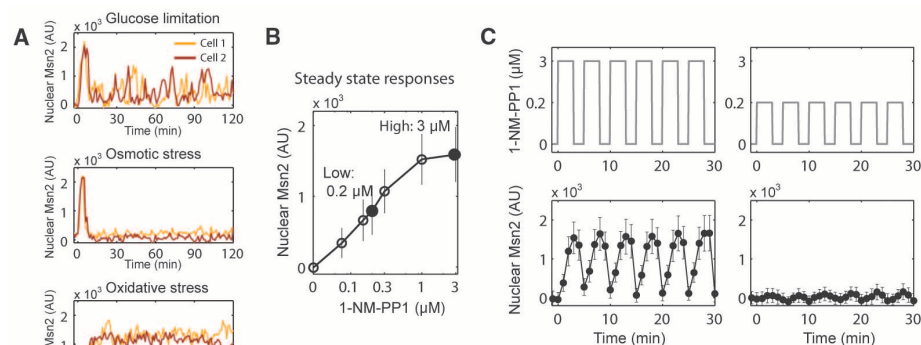 A
Glucose limitation
x 10³
Nuclear Msn2 (AU)
2
1
0
Cell 1
Cell 2
0 30 60 90 120
Time (min)
Osmotic stress
x 10³
Nuclear Msn2 (AU)
2
1
0
0 30 60 90 120
Time (min)
Oxidative stress
x 10³
Msn2 (AU)
2
1
B
Steady state responses
x 10³
Nuclear Msn2 (AU)
2
1
0
High: 3 μM
Low:
0.2 μM
0 0.1 0.3 1 3
1-NM-PP1 (μM)
C
1-NM-PP1 (μM)
3
0.2
0
0 10 20 30
3
0.2
0
0 10 20 30
x 10³
Nuclear Msn2 (AU)
2
1
0
0 10 20 30
Time (min)
x 10³
2
1
0
0 10 20 30
Time (min)